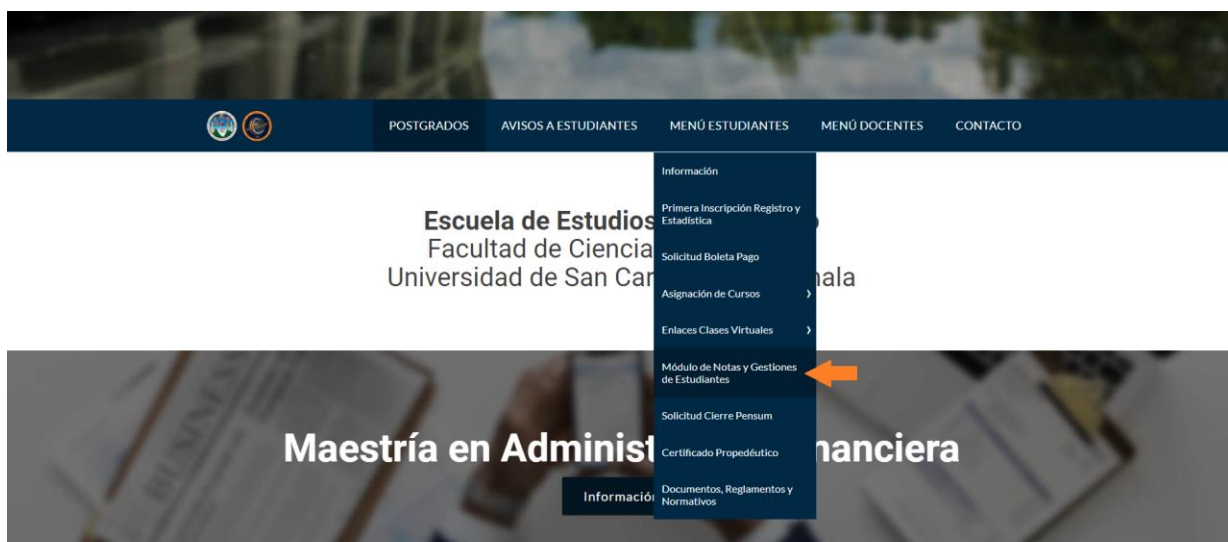 POSTGRADOS AVISOS A ESTUDIANTES MENÚ ESTUDIANTES MENÚ DOCENTES CONTACTO
Información
Primera Inscripción Registro y
Estadística
Solicitud Boleta Pago
Asignación de Cursos
Enlaces Clases Virtuales
Módulo de Notas y Gestiones
de Estudiantes
Solicitud Cierre Pensum
Certificado Propedéutico
Documentos, Reglamentos y
Normativos
Escuela de Estudios
Facultad de Ciencia
Universidad de San Car nala
BUSINESS
Maestría en Administ nanciera
Informació